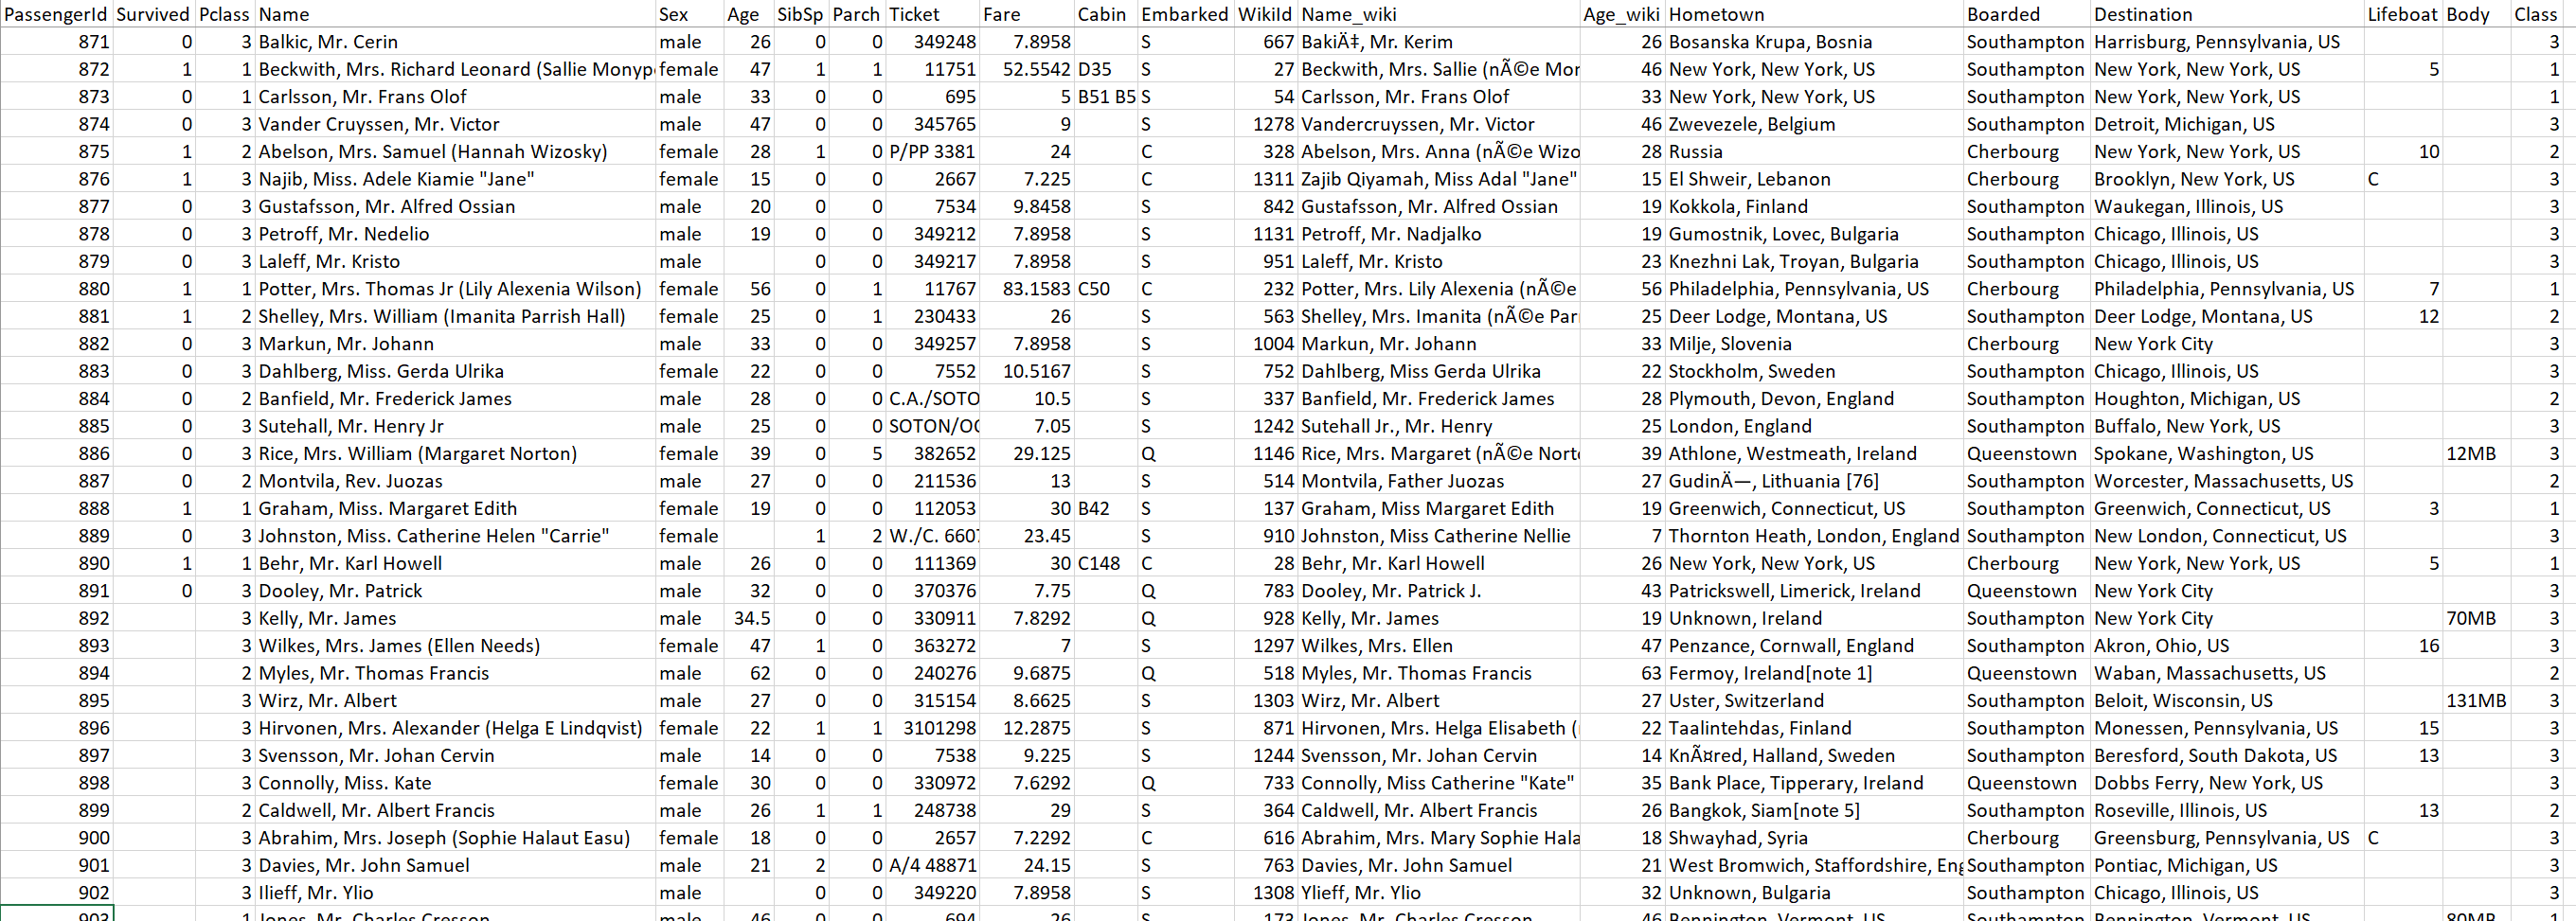 PassengerId Survived Pclass Name Sex Age SibSp Parch Ticket Fare Cabin Embarked WikiId Name_wiki Age_wiki Hometown Boarded Destination Lifeboat Body Class
871 0 3 Balkic, Mr. Cerin male 26 0 0 349248 7.8958 S 667 BakiÄ‡, Mr. Kerim 26 Bosanska Krupa, Bosnia Southampton Harrisburg, Pennsylvania, US 3
872 1 1 Beckwith, Mrs. Richard Leonard (Sallie Monyp female 47 1 1 11751 52.5542 D35 S 27 Beckwith, Mrs. Sallie (nÃ©e Mor 46 New York, New York, US Southampton New York, New York, US 5 1
873 0 1 Carlsson, Mr. Frans Olof male 33 0 0 695 5 B51 B5 S 54 Carlsson, Mr. Frans Olof 33 New York, New York, US Southampton New York, New York, US 1
874 0 3 Vander Cruyssen, Mr. Victor male 47 0 0 345765 9 S 1278 Vandercruyssen, Mr. Victor 46 Zwevezele, Belgium Southampton Detroit, Michigan, US 3
875 1 2 Abelson, Mrs. Samuel (Hannah Wizosky) female 28 1 0 P/PP 3381 24 C 328 Abelson, Mrs. Anna (nÃ©e Wizo 28 Russia Cherbourg New York, New York, US 10 2
876 1 3 Najib, Miss. Adele Kiamie "Jane" female 15 0 0 2667 7.225 C 1311 Zajib Qiyamah, Miss Adal "Jane" 15 El Shweir, Lebanon Cherbourg Brooklyn, New York, US C 3
877 0 3 Gustafsson, Mr. Alfred Ossian male 20 0 0 7534 9.8458 S 842 Gustafsson, Mr. Alfred Ossian 19 Kokkola, Finland Southampton Waukegan, Illinois, US 3
878 0 3 Petroff, Mr. Nedelio male 19 0 0 349212 7.8958 S 1131 Petroff, Mr. Nadjalko 19 Gumostnik, Lovec, Bulgaria Southampton Chicago, Illinois, US 3
879 0 3 Laleff, Mr. Kristo male 0 0 349217 7.8958 S 951 Laleff, Mr. Kristo 23 Knezhni Lak, Troyan, Bulgaria Southampton Chicago, Illinois, US 3
880 1 1 Potter, Mrs. Thomas Jr (Lily Alexenia Wilson) female 56 0 1 11767 83.1583 C50 C 232 Potter, Mrs. Lily Alexenia (nÃ©e 56 Philadelphia, Pennsylvania, US Cherbourg Philadelphia, Pennsylvania, US 7 1
881 1 2 Shelley, Mrs. William (Imanita Parrish Hall) female 25 0 1 230433 26 S 563 Shelley, Mrs. Imanita (nÃ©e Par 25 Deer Lodge, Montana, US Southampton Deer Lodge, Montana, US 12 2
882 0 3 Markun, Mr. Johann male 33 0 0 349257 7.8958 S 1004 Markun, Mr. Johann 33 Milje, Slovenia Cherbourg New York City 3
883 0 3 Dahlberg, Miss. Gerda Ulrika female 22 0 0 7552 10.5167 S 752 Dahlberg, Miss Gerda Ulrika 22 Stockholm, Sweden Southampton Chicago, Illinois, US 3
884 0 2 Banfield, Mr. Frederick James male 28 0 0 C.A./SOTO 10.5 S 337 Banfield, Mr. Frederick James 28 Plymouth, Devon, England Southampton Houghton, Michigan, US 2
885 0 3 Sutehall, Mr. Henry Jr male 25 0 0 SOTON/OQ 7.05 S 1242 Sutehall Jr., Mr. Henry 25 London, England Southampton Buffalo, New York, US 3
886 0 3 Rice, Mrs. William (Margaret Norton) female 39 0 5 382652 29.125 Q 1146 Rice, Mrs. Margaret (nÃ©e Norto 39 Athlone, Westmeath, Ireland Queenstown Spokane, Washington, US 12MB 3
887 0 2 Montvila, Rev. Juozas male 27 0 0 211536 13 S 514 Montvila, Father Juozas 27 GudinÄ—, Lithuania [76] Southampton Worcester, Massachusetts, US 2
888 1 1 Graham, Miss. Margaret Edith female 19 0 0 112053 30 B42 S 137 Graham, Miss Margaret Edith 19 Greenwich, Connecticut, US Southampton Greenwich, Connecticut, US 3 1
889 0 3 Johnston, Miss. Catherine Helen "Carrie" female 1 2 W./C. 6607 23.45 S 910 Johnston, Miss Catherine Nellie 7 Thornton Heath, London, England Southampton New London, Connecticut, US 3
890 1 1 Behr, Mr. Karl Howell male 26 0 0 111369 30 C148 C 28 Behr, Mr. Karl Howell 26 New York, New York, US Cherbourg New York, New York, US 5 1
891 0 3 Dooley, Mr. Patrick male 32 0 0 370376 7.75 Q 783 Dooley, Mr. Patrick J. 43 Patrickswell, Limerick, Ireland Queenstown New York City 3
892 3 Kelly, Mr. James male 34.5 0 0 330911 7.8292 Q 928 Kelly, Mr. James 19 Unknown, Ireland Southampton New York City 70MB 3
893 3 Wilkes, Mrs. James (Ellen Needs) female 47 1 0 363272 7 S 1297 Wilkes, Mrs. Ellen 47 Penzance, Cornwall, England Southampton Akron, Ohio, US 16 3
894 2 Myles, Mr. Thomas Francis male 62 0 0 240276 9.6875 Q 518 Myles, Mr. Thomas Francis 63 Fermoy, Ireland[note 1] Queenstown Waban, Massachusetts, US 2
895 3 Wirz, Mr. Albert male 27 0 0 315154 8.6625 S 1303 Wirz, Mr. Albert 27 Uster, Switzerland Southampton Beloit, Wisconsin, US 131MB 3
896 3 Hirvonen, Mrs. Alexander (Helga E Lindqvist) female 22 1 1 3101298 12.2875 S 871 Hirvonen, Mrs. Helga Elisabeth ( 22 Taalintehdas, Finland Southampton Monessen, Pennsylvania, US 15 3
897 3 Svensson, Mr. Johan Cervin male 14 0 0 7538 9.225 S 1244 Svensson, Mr. Johan Cervin 14 KnÃ¤red, Halland, Sweden Southampton Beresford, South Dakota, US 13 3
898 3 Connolly, Miss. Kate female 30 0 0 330972 7.6292 Q 733 Connolly, Miss Catherine "Kate" 35 Bank Place, Tipperary, Ireland Queenstown Dobbs Ferry, New York, US 3
899 2 Caldwell, Mr. Albert Francis male 26 1 1 248738 29 S 364 Caldwell, Mr. Albert Francis 26 Bangkok, Siam[note 5] Southampton Roseville, Illinois, US 13 2
900 3 Abrahim, Mrs. Joseph (Sophie Halaut Easu) female 18 0 0 2657 7.2292 C 616 Abrahim, Mrs. Mary Sophie Hala 18 Shwayhad, Syria Cherbourg Greensburg, Pennsylvania, US C 3
901 3 Davies, Mr. John Samuel male 21 2 0 A/4 48871 24.15 S 763 Davies, Mr. John Samuel 21 West Bromwich, Staffordshire, Eng Southampton Pontiac, Michigan, US 3
902 3 Ilieff, Mr. Ylio male 0 0 349220 7.8958 S 1308 Ylieff, Mr. Ylio 32 Unknown, Bulgaria Southampton Chicago, Illinois, US 3
903 1 Jones, Mr. Charles Cresson male 46 0 0 694 26 S 173 Jones, Mr. Charles Cresson 46 Bennington, Vermont, US Southampton Bennington, Vermont, US 80MB 1